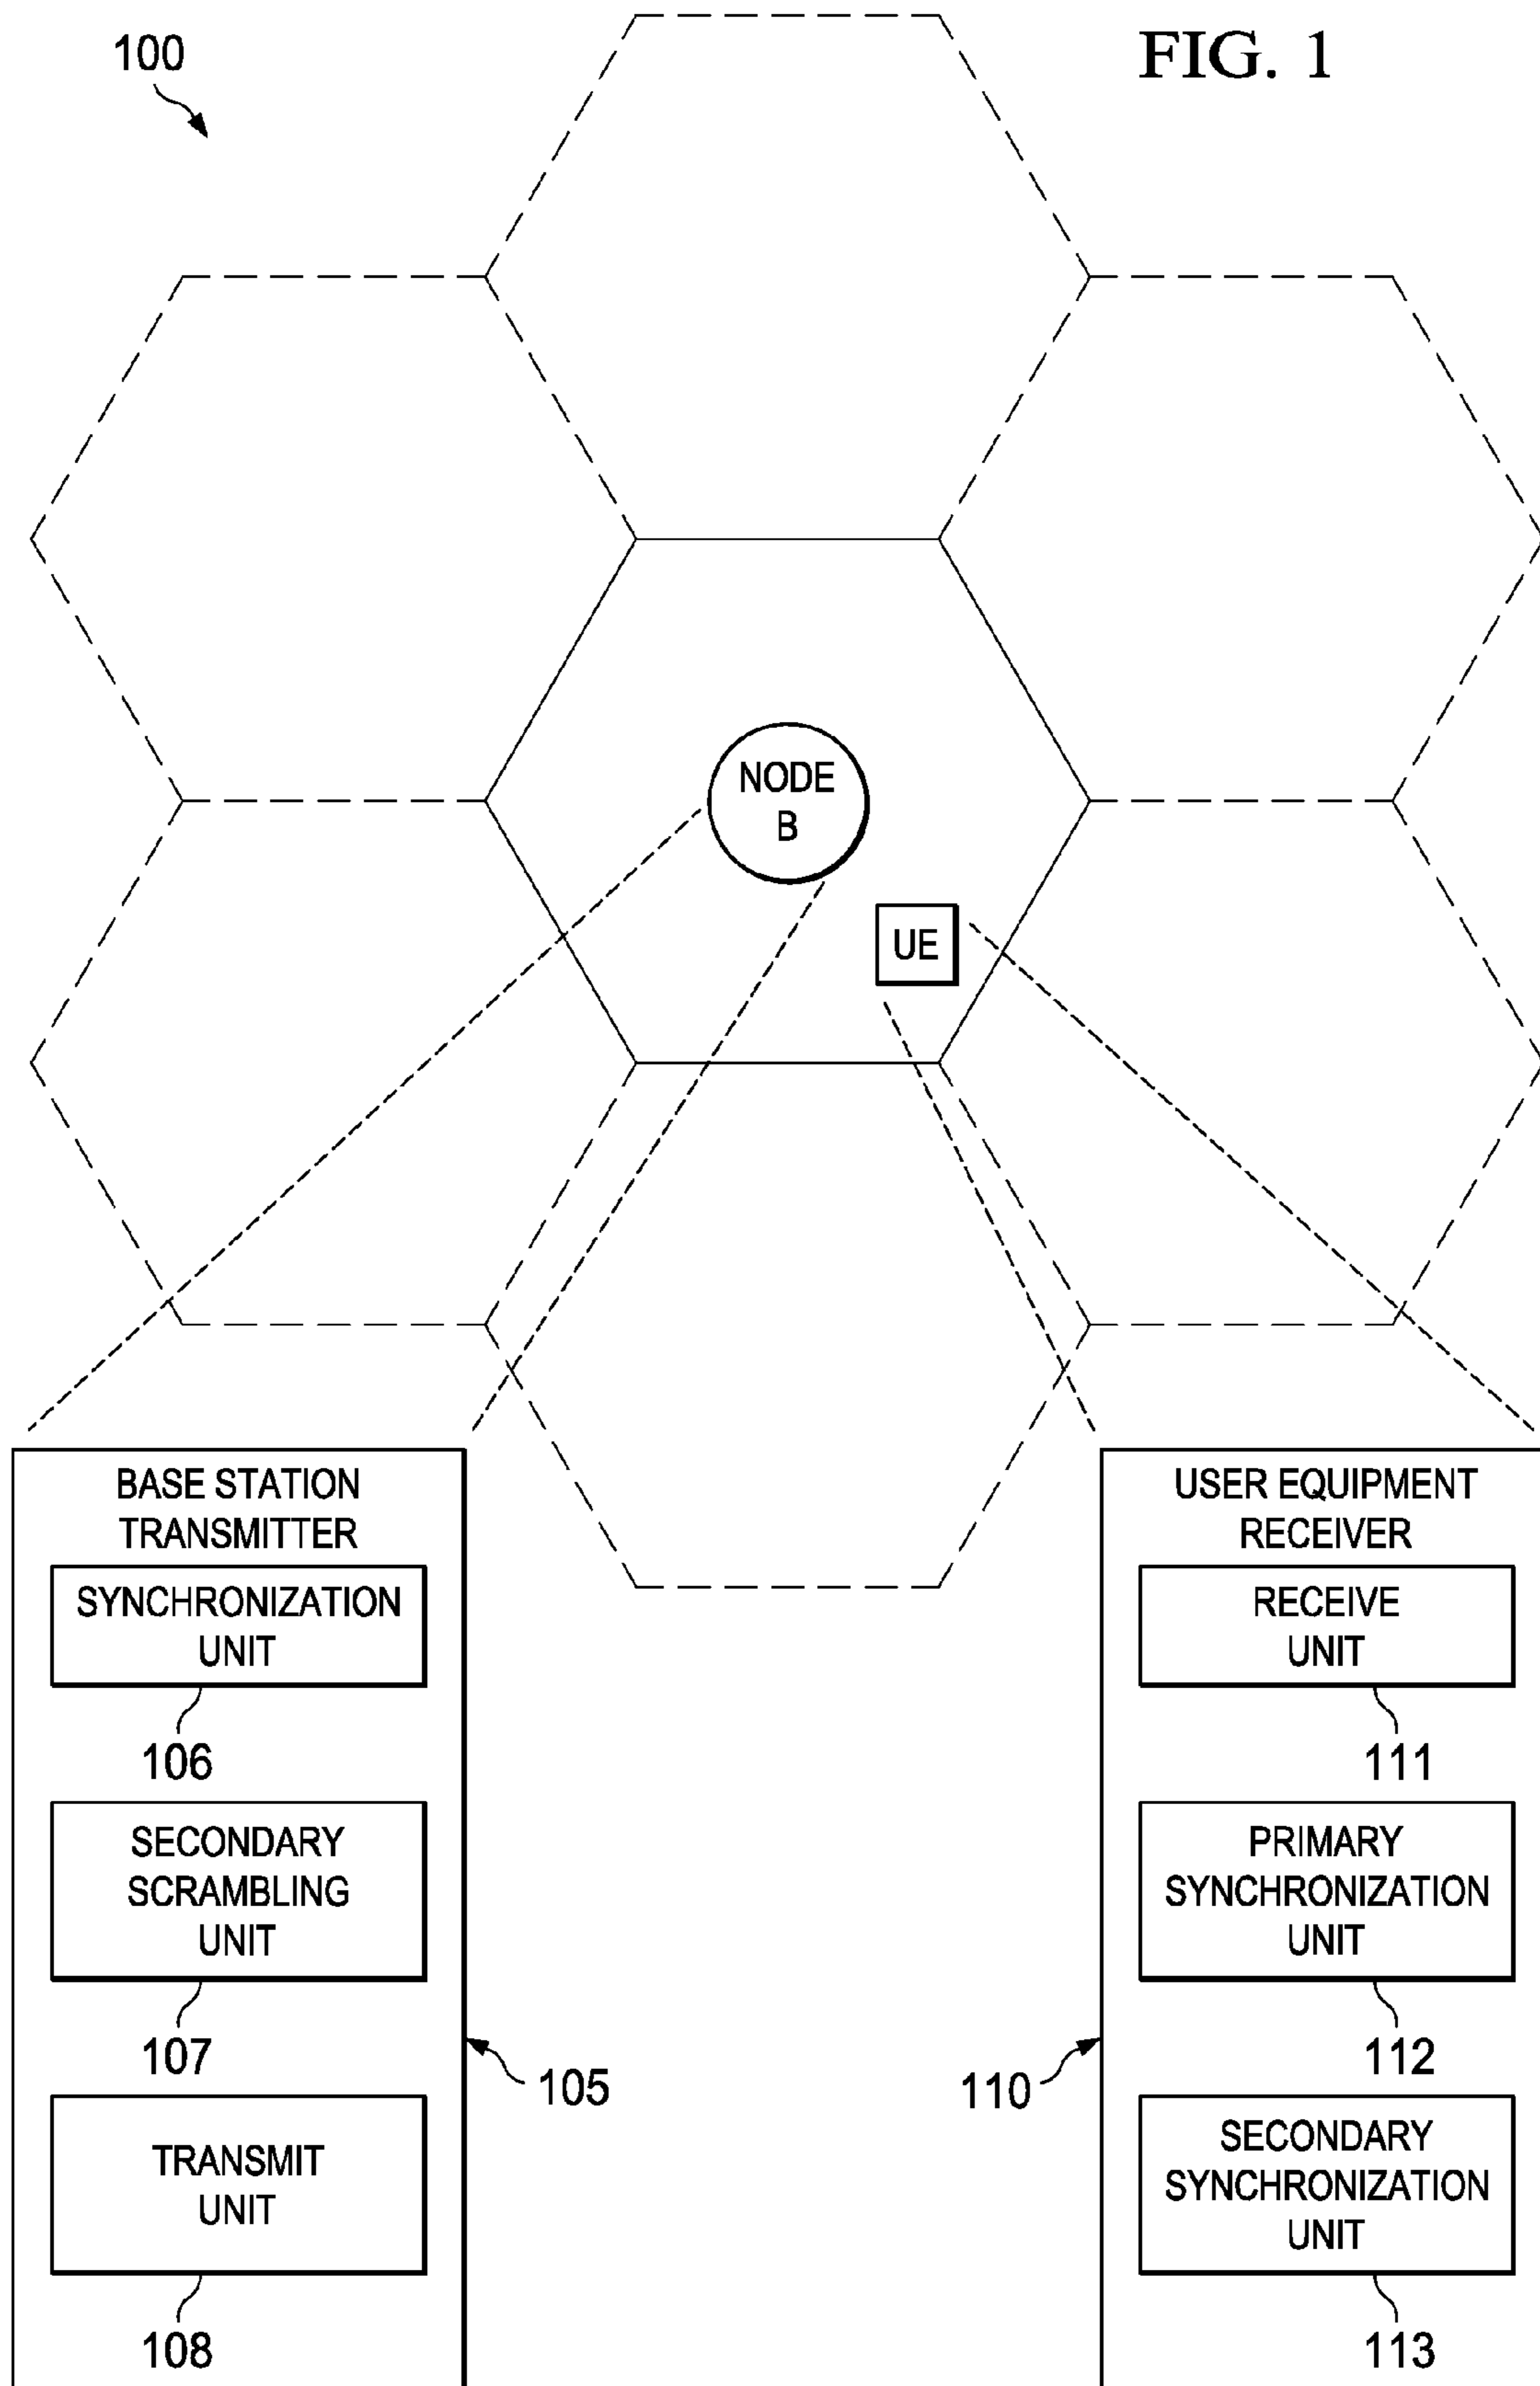 100
FIG. 1
NODE
B
UE
BASE STATION
TRANSMITTER
SYNCHRONIZATION
UNIT
106
SECONDARY
SCRAMBLING
UNIT
107
TRANSMIT
UNIT
108
105
USER EQUIPMENT
RECEIVER
RECEIVE
UNIT
111
PRIMARY
SYNCHRONIZATION
UNIT
112
SECONDARY
SYNCHRONIZATION
UNIT
113
110